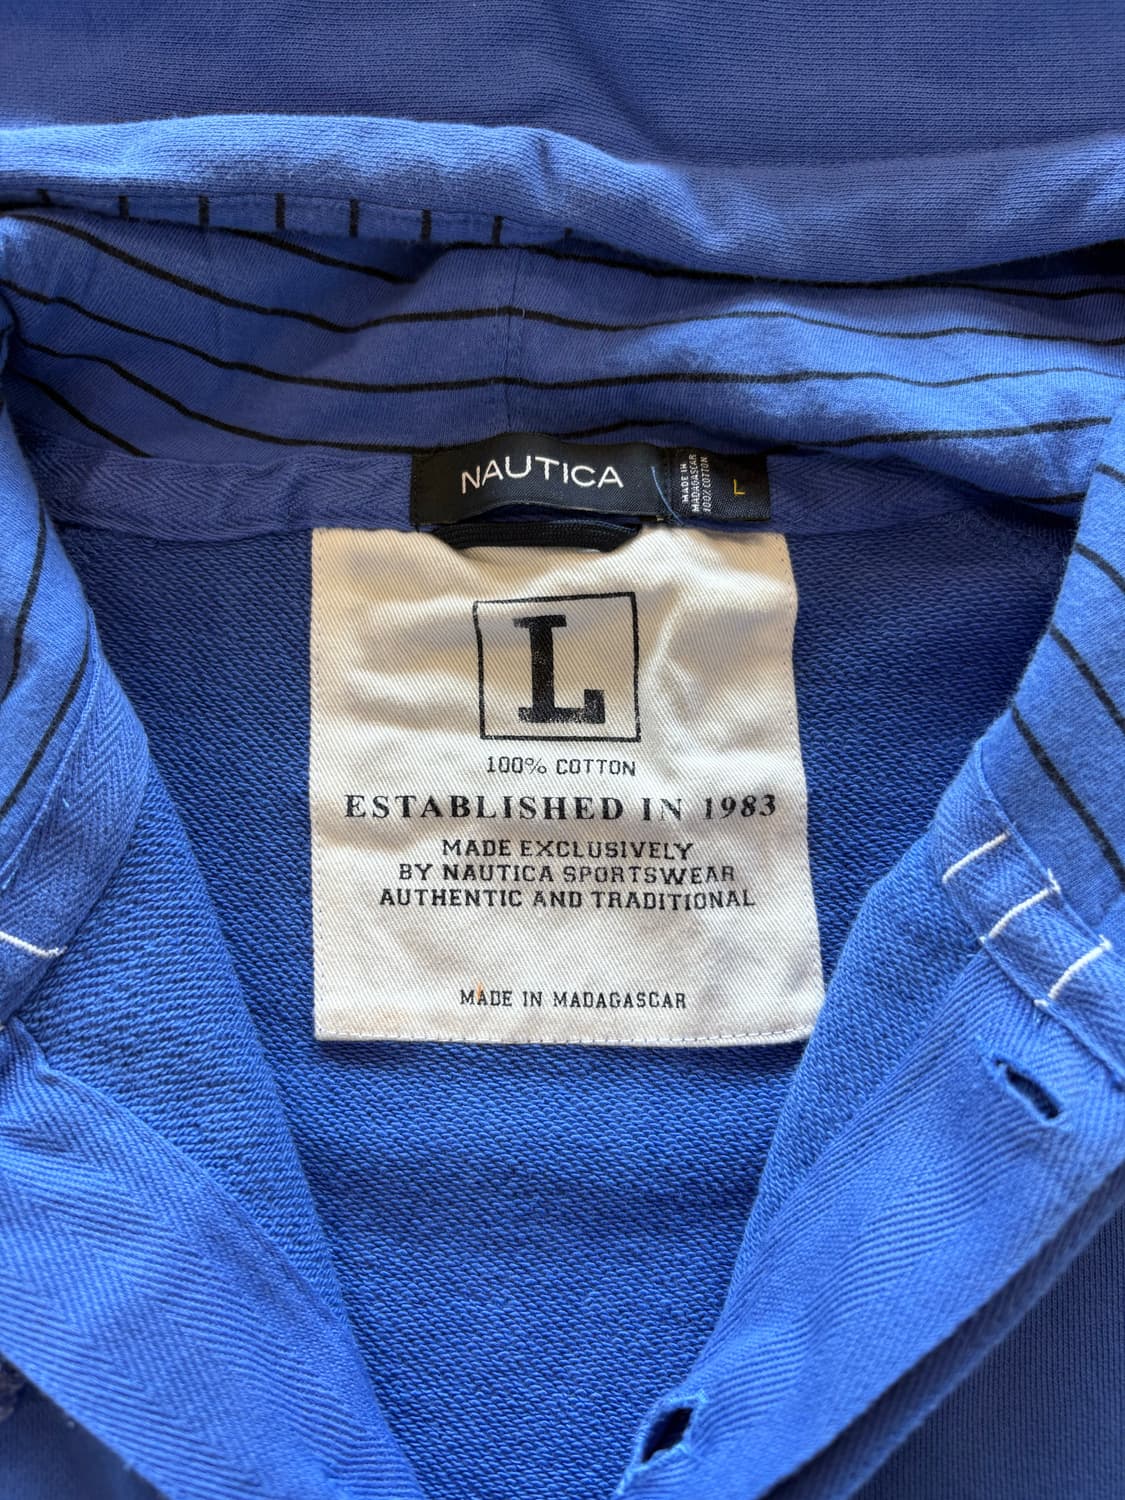 NAUTICA
MADE IN
MADAGASCAR
100% COTTON
L
L
100% COTTON
ESTABLISHED IN 1983
MADE EXCLUSIVELY
BY NAUTICA SPORTSWEAR
AUTHENTIC AND TRADITIONAL
MADE IN MADAGASCAR